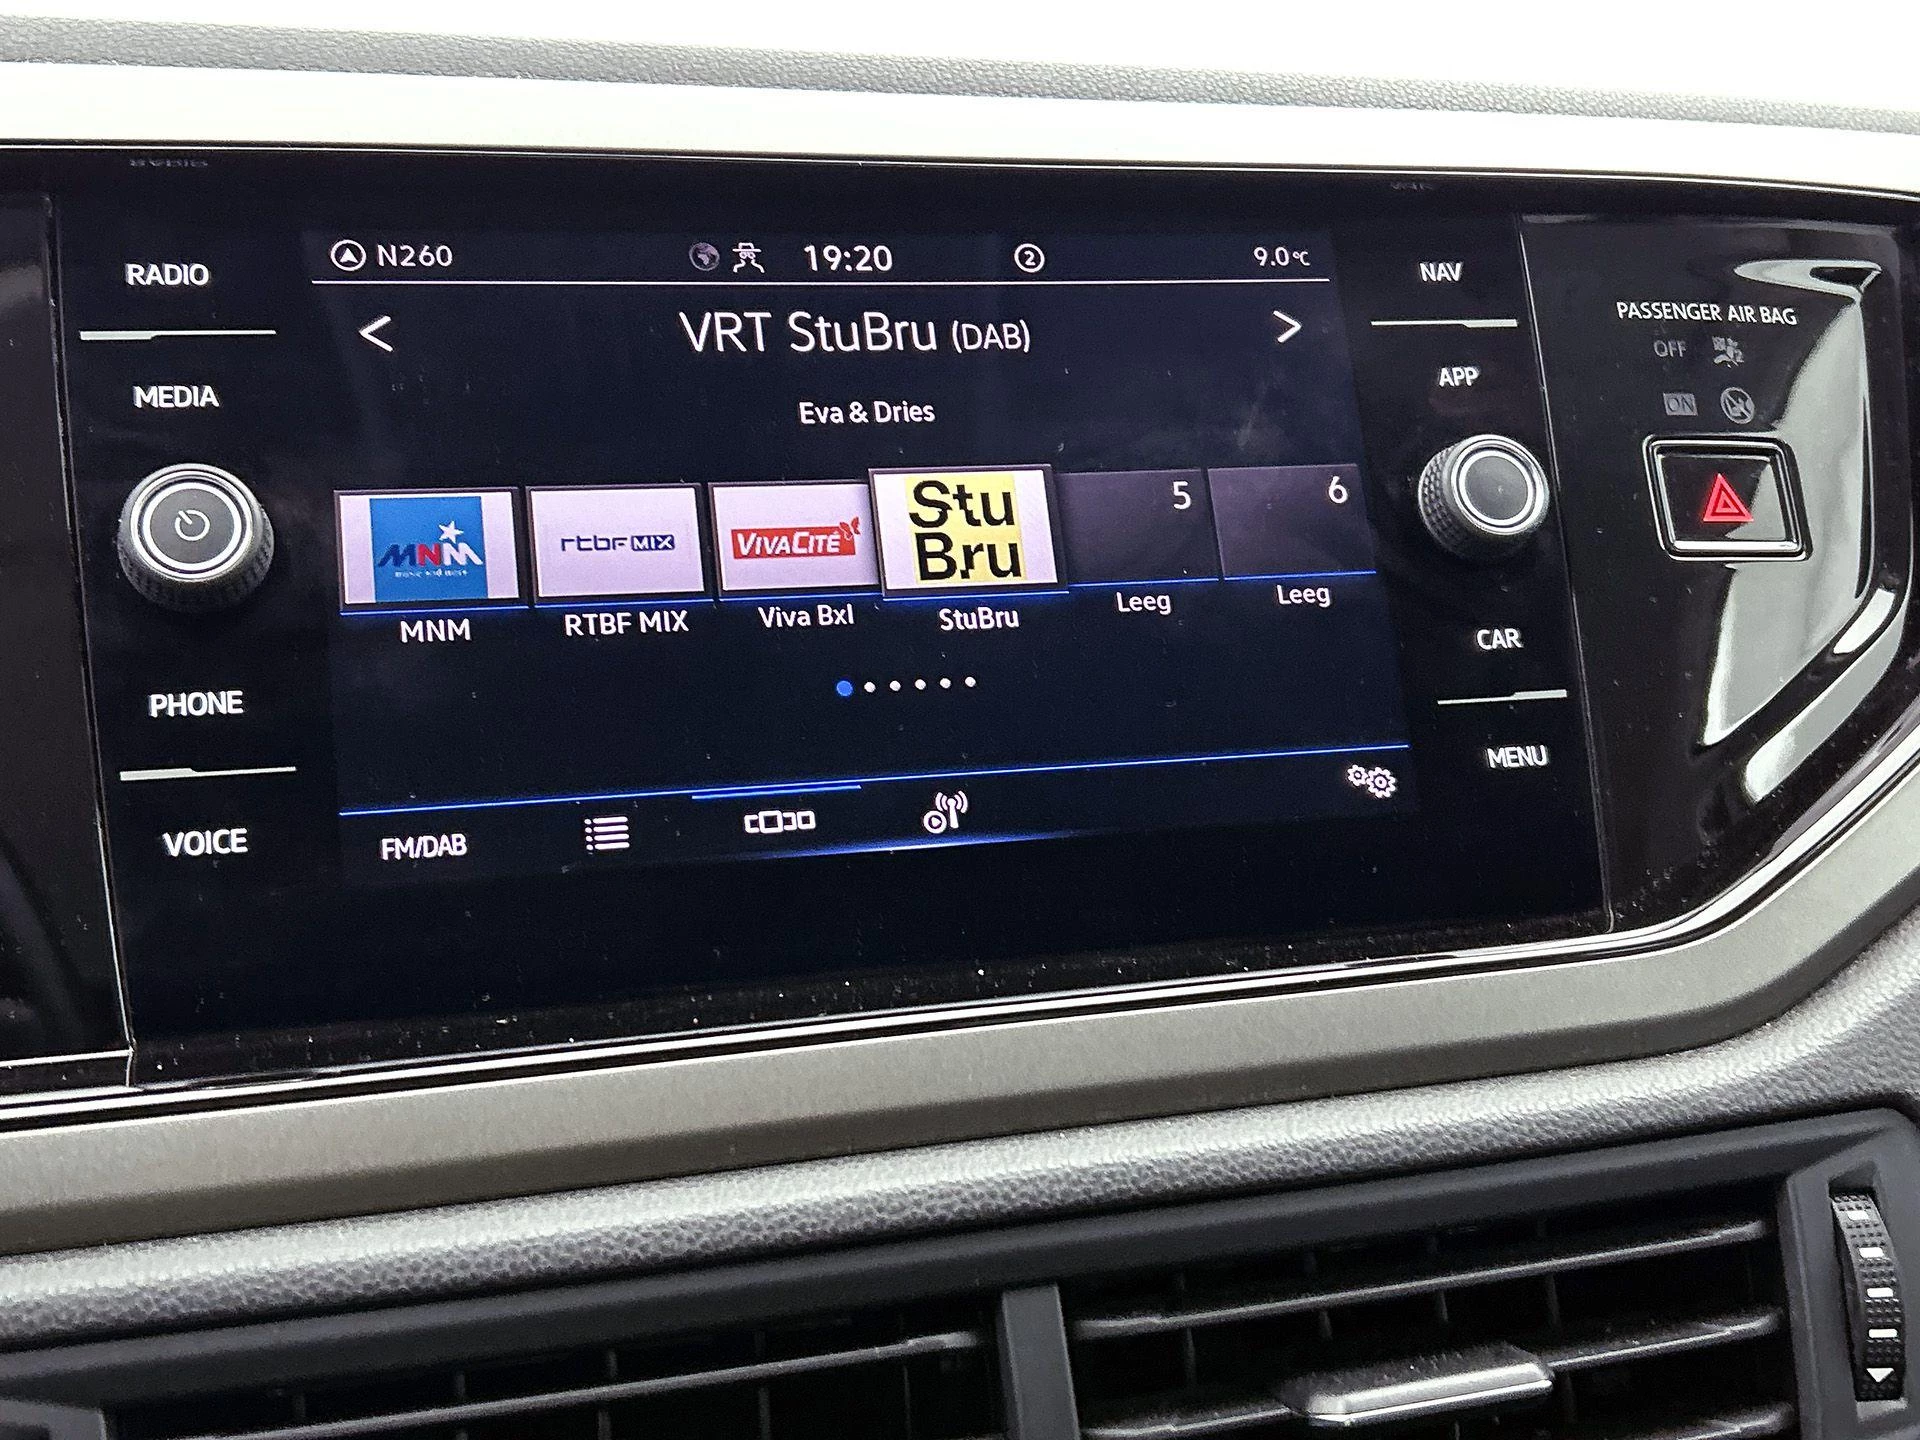 RADIO
MEDIA
PHONE
VOICE
N260
19:20
2
9.0°C
<
VRT StuBru (DAB)
>
Eva & Dries
MNM
rtbf MIX
VIVACITÉ
Stu
Bru
5
6
MNM
RTBF MIX
Viva Bxl
StuBru
Leeg
Leeg
FM/DAB
NAV
APP
CAR
MENU
PASSENGER AIR BAG
OFF
ON